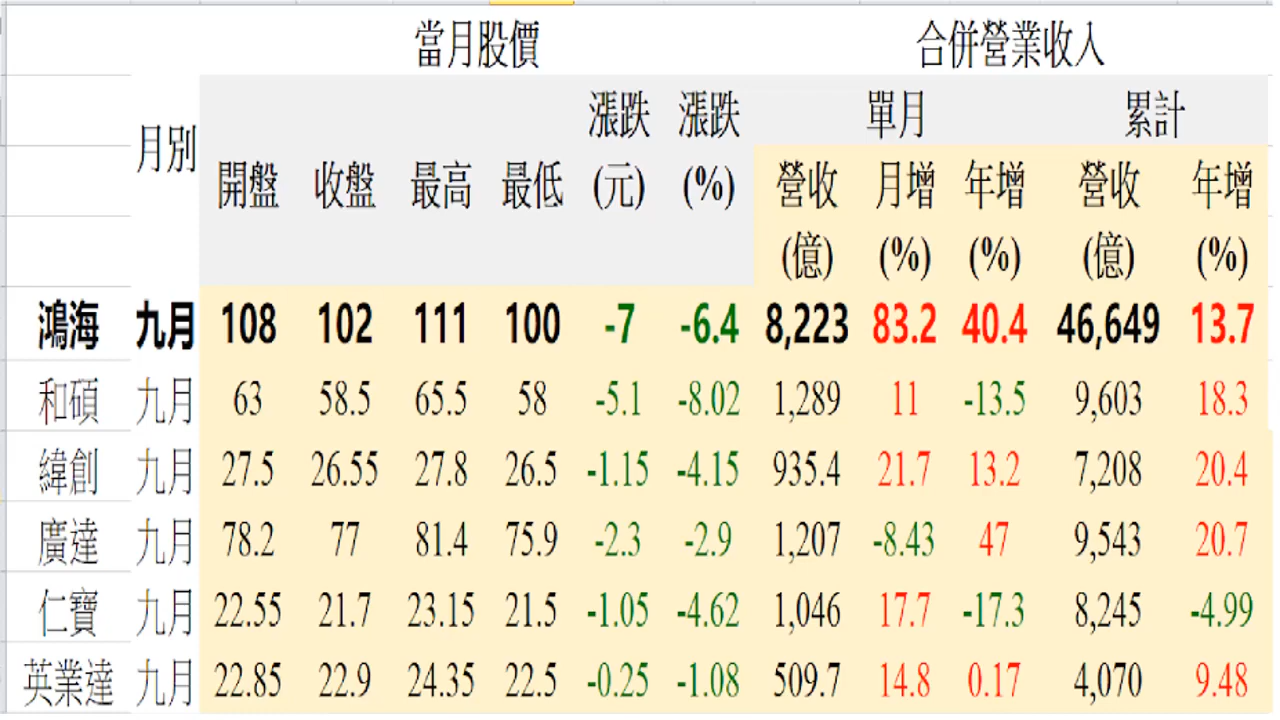 當月股價 合併營業收入
月別 開盤 收盤 最高 最低 漲跌 (元) 漲跌 (%) 單月 累計
營收 (億) 月增 (%) 年增 (%) 營收 (億) 年增 (%)
鴻海 九月 108 102 111 100 -7 -6.4 8,223 83.2 40.4 46,649 13.7
和碩 九月 63 58.5 65.5 58 -5.1 -8.02 1,289 11 -13.5 9,603 18.3
緯創 九月 27.5 26.55 27.8 26.5 -1.15 -4.15 935.4 21.7 13.2 7,208 20.4
廣達 九月 78.2 77 81.4 75.9 -2.3 -2.9 1,207 -8.43 47 9,543 20.7
仁寶 九月 22.55 21.7 23.15 21.5 -1.05 -4.62 1,046 17.7 -17.3 8,245 -4.99
英業達 九月 22.85 22.9 24.35 22.5 -0.25 -1.08 509.7 14.8 0.17 4,070 9.48